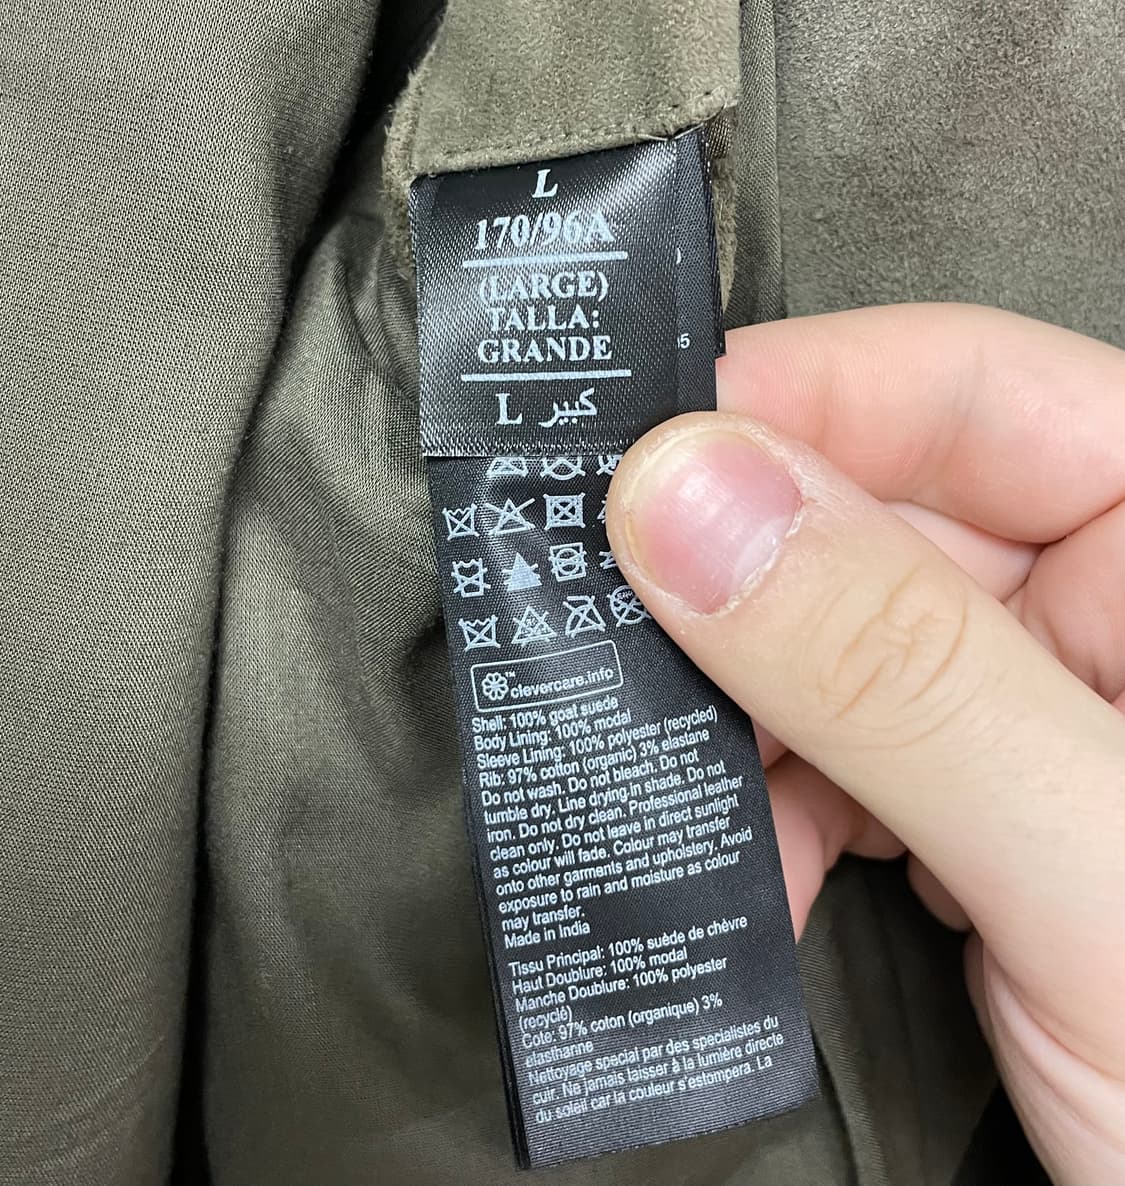 L
170/96A
(LARGE)
TALLA:
GRANDE
L كبير
5
clevercare.info
Shell: 100% goat suede
Body Lining: 100% modal
Sleeve Lining: 100% polyester (recycled)
Rib: 97% cotton (organic) 3% elastane
Do not wash. Do not bleach. Do not
tumble dry. Line drying in shade. Do not
iron. Do not dry clean. Professional leather
clean only. Do not leave in direct sunlight
as colour will fade. Colour may transfer
onto other garments and upholstery. Avoid
exposure to rain and moisture as colour
may transfer.
Made in India
Tissu Principal: 100% suède de chèvre
Haut Doublure: 100% modal
Manche Doublure: 100% polyester
(recyclé)
Cote: 97% coton (organique) 3%
elasthanne
Nettoyage special par des specialistes du
cuir. Ne jamais laisser à la lumière directe
du soleil car la couleur s'estompera. La